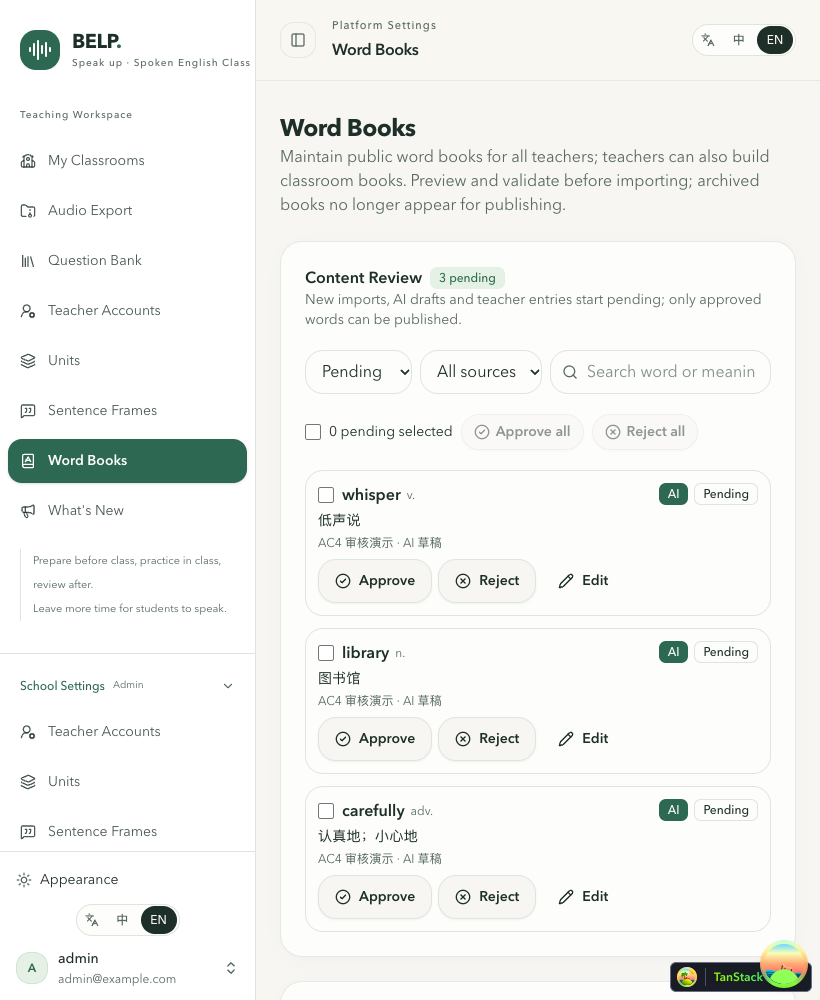 BELP.
Speak up · Spoken English Class
Teaching Workspace
My Classrooms
Audio Export
Question Bank
Teacher Accounts
Units
Sentence Frames
Word Books
What's New
Prepare before class, practice in class,
review after.
Leave more time for students to speak.
School Settings Admin
Teacher Accounts
Units
Sentence Frames
Appearance
中 EN
A
admin
admin@example.com
Platform Settings
Word Books
中 EN
Word Books
Maintain public word books for all teachers; teachers can also build
classroom books. Preview and validate before importing; archived
books no longer appear for publishing.
Content Review 3 pending
New imports, AI drafts and teacher entries start pending; only approved
words can be published.
Pending All sources Search word or meanin
0 pending selected Approve all Reject all
whisper v. AI Pending
低声说
AC4 审核演示 · AI 草稿
Approve Reject Edit
library n. AI Pending
图书馆
AC4 审核演示 · AI 草稿
Approve Reject Edit
carefully adv. AI Pending
认真地；小心地
AC4 审核演示 · AI 草稿
Approve Reject Edit
TanStack